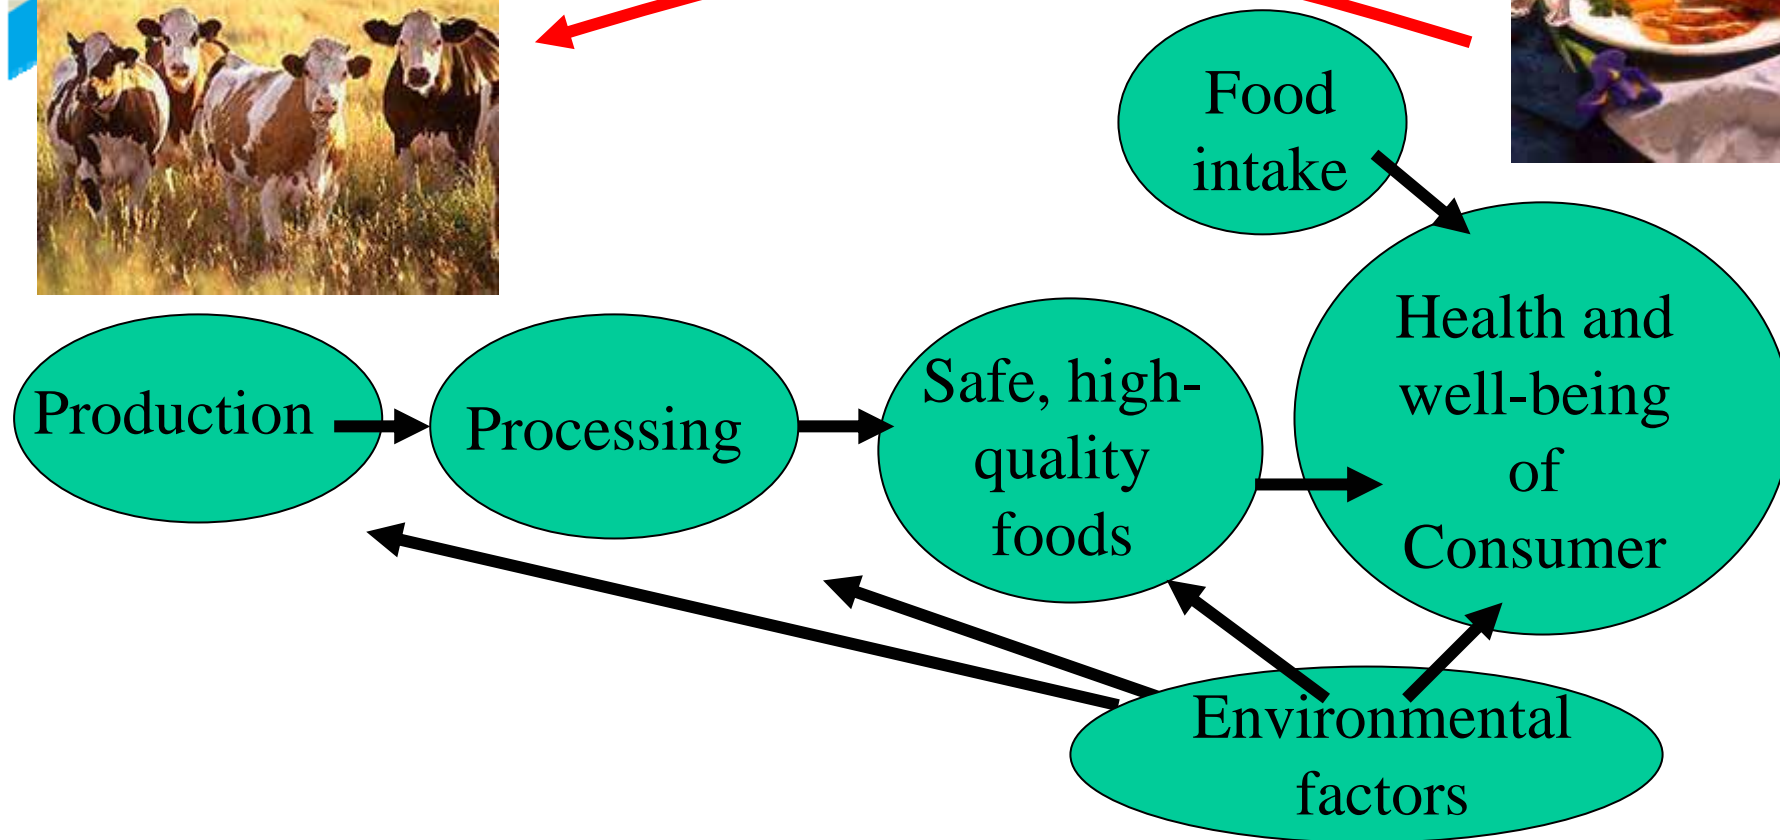 Food
intake
Health and
well-being
of
Consumer
Safe, high-
quality
foods
Production
Processing
Environmental
factors